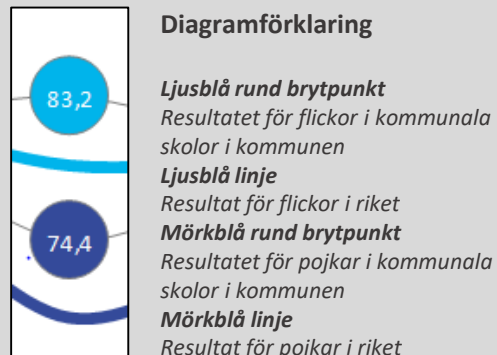 Diagramförklaring
83,2
Ljusblå rund brytpunkt
Resultatet för flickor i kommunala
skolor i kommunen
Ljusblå linje
Resultat för flickor i riket
74,4
Mörkblå rund brytpunkt
Resultatet för pojkar i kommunala
skolor i kommunen
Mörkblå linje
Resultat för pojkar i riket